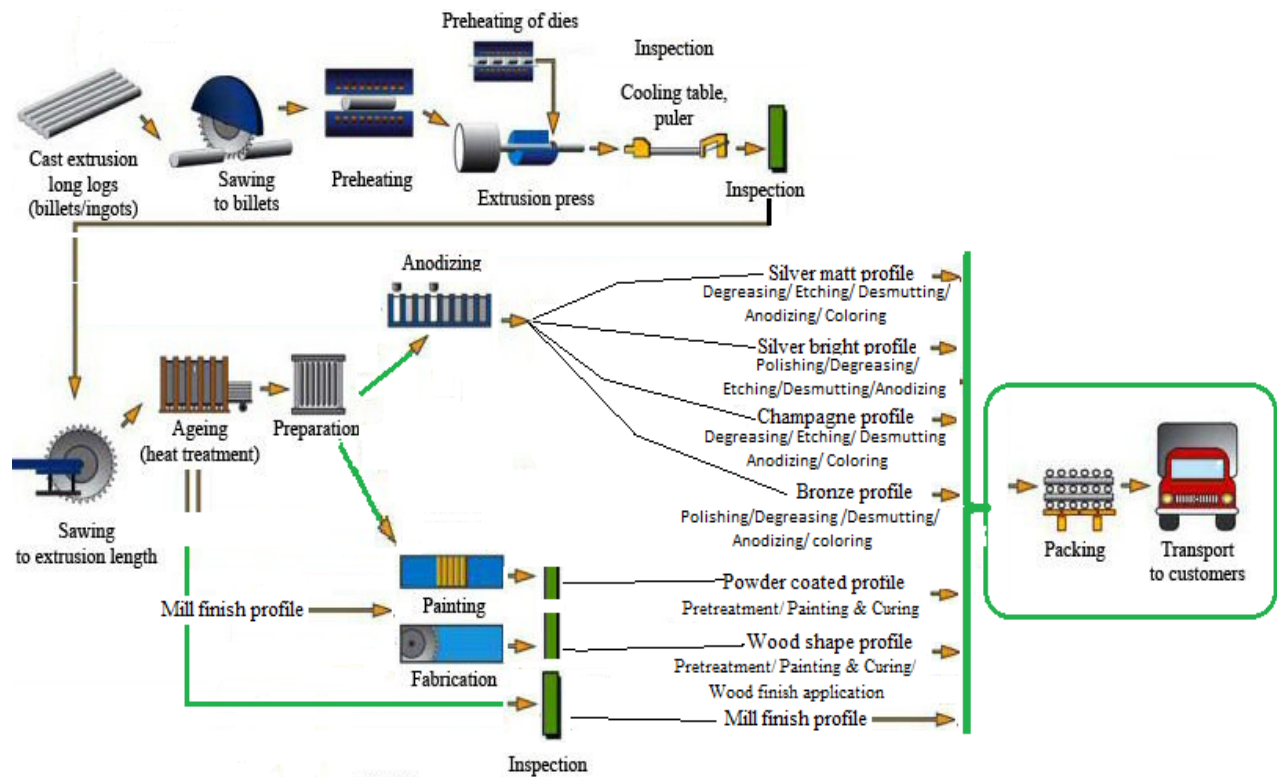 Preheating of dies
Inspection
Cooling table,
puler
Cast extrusion
long logs
(billets/ingots)
Sawing
to billets
Preheating
Extrusion press
Inspection
Anodizing
Silver matt profile
Degreasing/ Etching/ Desmutting/
Anodizing/ Coloring
Silver bright profile
Polishing/Degreasing/
Etching/Desmutting/Anodizing
Champagne profile
Degreasing/ Etching/ Desmutting
Anodizing/ Coloring
Bronze profile
Polishing/Degreasing /Desmutting/
Anodizing/ coloring
Ageing
(heat treatment)
Preparation
Sawing
to extrusion length
Packing
Transport
to customers
Mill finish profile
Painting
Fabrication
Powder coated profile
Pretreatment/ Painting & Curing
Wood shape profile
Pretreatment/ Painting & Curing/
Wood finish application
Mill finish profile
Inspection